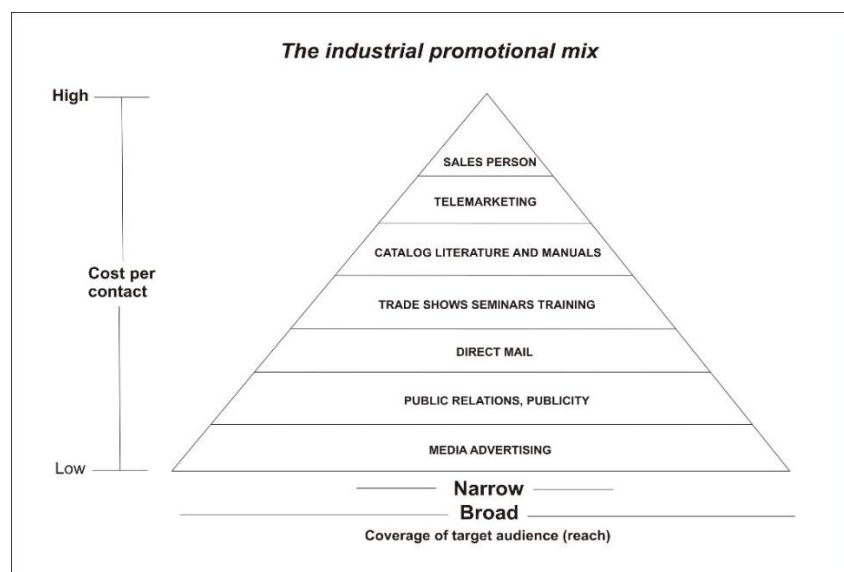 The industrial promotional mix
High
SALES PERSON
TELEMARKETING
CATALOG LITERATURE AND MANUALS
Cost per
contact
TRADE SHOWS SEMINARS TRAINING
DIRECT MAIL
PUBLIC RELATIONS, PUBLICITY
MEDIA ADVERTISING
Low
Narrow
Broad
Coverage of target audience (reach)